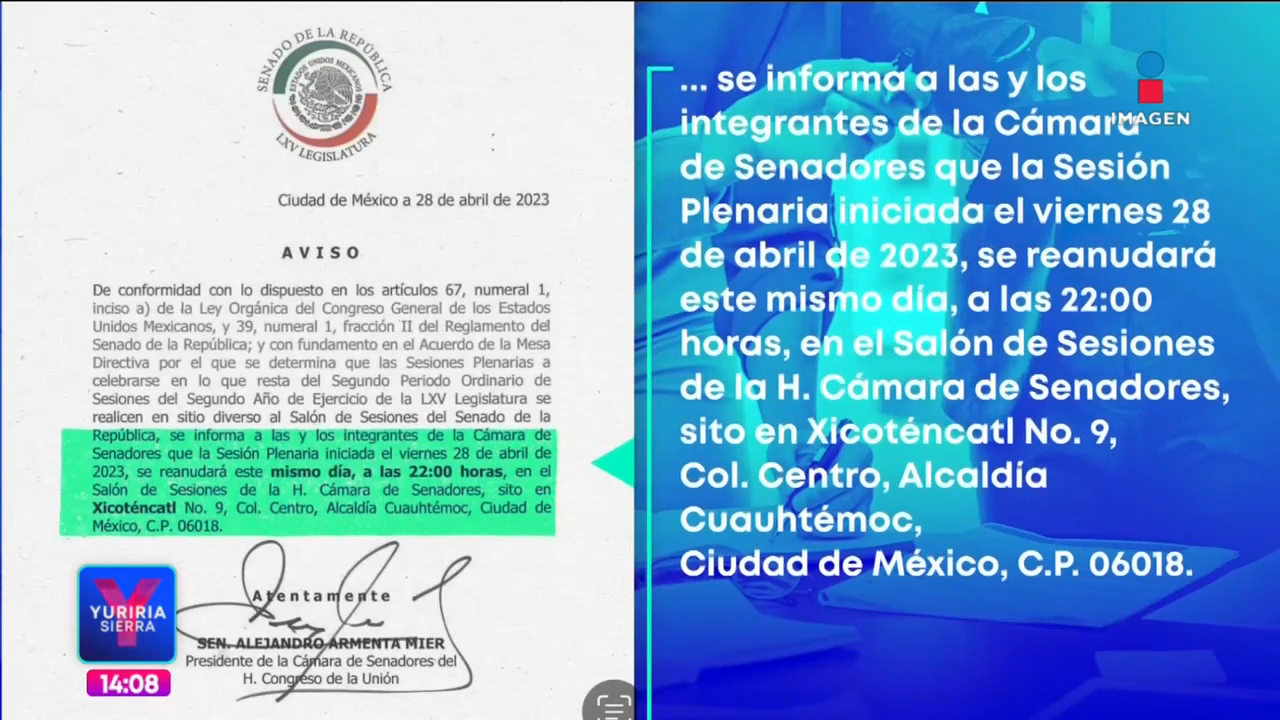 SENADO DE LA REPÚBLICA
ESTADOS UNIDOS MEXICANOS
LXV LEGISLATURA
Ciudad de México a 28 de abril de 2023
AVISO
De conformidad con lo dispuesto en los artículos 67, numeral 1,
inciso a) de la Ley Orgánica del Congreso General de los Estados
Unidos Mexicanos, y 39, numeral 1, fracción II del Reglamento del
Senado de la República; y con fundamento en el Acuerdo de la Mesa
Directiva por el que se determina que las Sesiones Plenarias a
celebrarse en lo que resta del Segundo Periodo Ordinario de
Sesiones del Segundo Año de Ejercicio de la LXV Legislatura se
realicen en sitio diverso al Salón de Sesiones del Senado de la
República, se informa a las y los integrantes de la Cámara de
Senadores que la Sesión Plenaria iniciada el viernes 28 de abril de
2023, se reanudará este mismo día, a las 22:00 horas, en el
Salón de Sesiones de la H. Cámara de Senadores, sito en
Xicoténcatl No. 9, Col. Centro, Alcaldía Cuauhtémoc, Ciudad de
México, C.P. 06018.
Atentamente
SEN. ALEJANDRO ARMENTA MIER
Presidente de la Cámara de Senadores del
H. Congreso de la Unión
Y
YURIRIA
SIERRA
14:08
... se informa a las y los
integrantes de la Cámara
de Senadores que la Sesión
Plenaria iniciada el viernes 28
de abril de 2023, se reanudará
este mismo día, a las 22:00
horas, en el Salón de Sesiones
de la H. Cámara de Senadores,
sito en Xicoténcatl No. 9,
Col. Centro, Alcaldía
Cuauhtémoc,
Ciudad de México, C.P. 06018.
IMAGEN